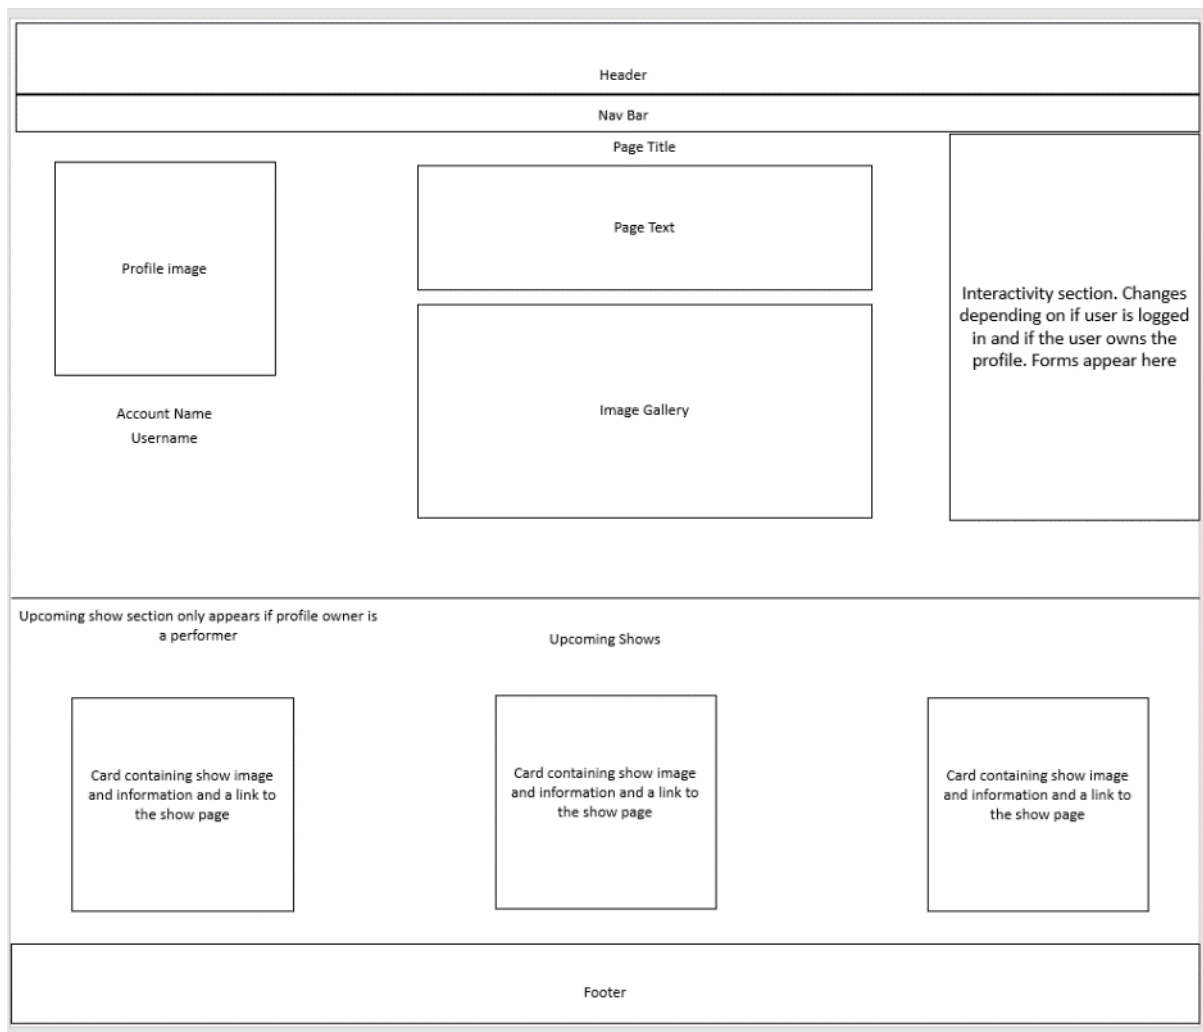 Header
Nav Bar
Page Title
Profile image
Account Name
Username
Page Text
Image Gallery
Interactivity section. Changes
depending on if user is logged
in and if the user owns the
profile. Forms appear here
Upcoming show section only appears if profile owner is
a performer
Upcoming Shows
Card containing show image
and information and a link to
the show page
Card containing show image
and information and a link to
the show page
Card containing show image
and information and a link to
the show page
Footer